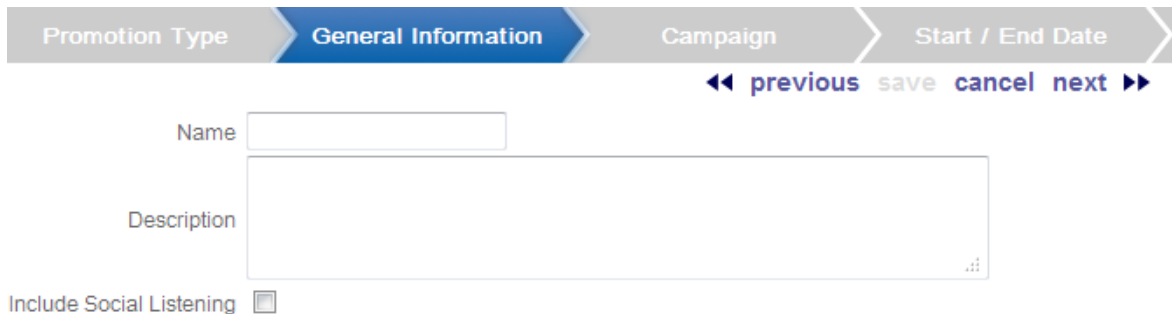 Promotion Type General Information Campaign Start / End Date
previous save cancel next
Name
Description
Include Social Listening